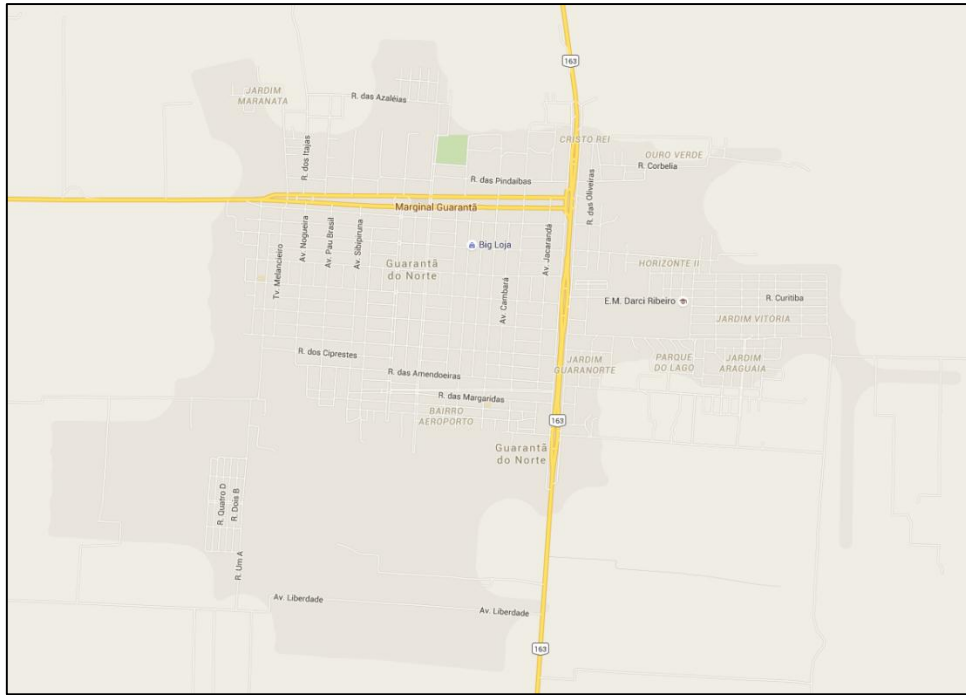 163
JARDIM
MARANATA
R. das Azaléias
CRISTO REI
OURO VERDE
R. Corbelia
R. dos Itajas
R. das Pindaíbas
R. das Oliveiras
Marginal Guarantã
Av. Nogueira
Av. Pau Brasil
Av. Sibipiruna
Tv. Melancieiro
Big Loja
Av. Jacarandá
Guarantã
do Norte
HORIZONTE II
Av. Cambará
E.M. Darci Ribeiro
R. Curitiba
JARDIM VITORIA
R. dos Ciprestes
JARDIM
GUARANORTE
PARQUE
DO LAGO
JARDIM
ARAGUAIA
R. das Amendoeiras
R. das Margaridas
BAIRRO
AEROPORTO
163
Guarantã
do Norte
R. Quatro D
R. Dois B
R. Um A
Av. Liberdade
Av. Liberdade
163